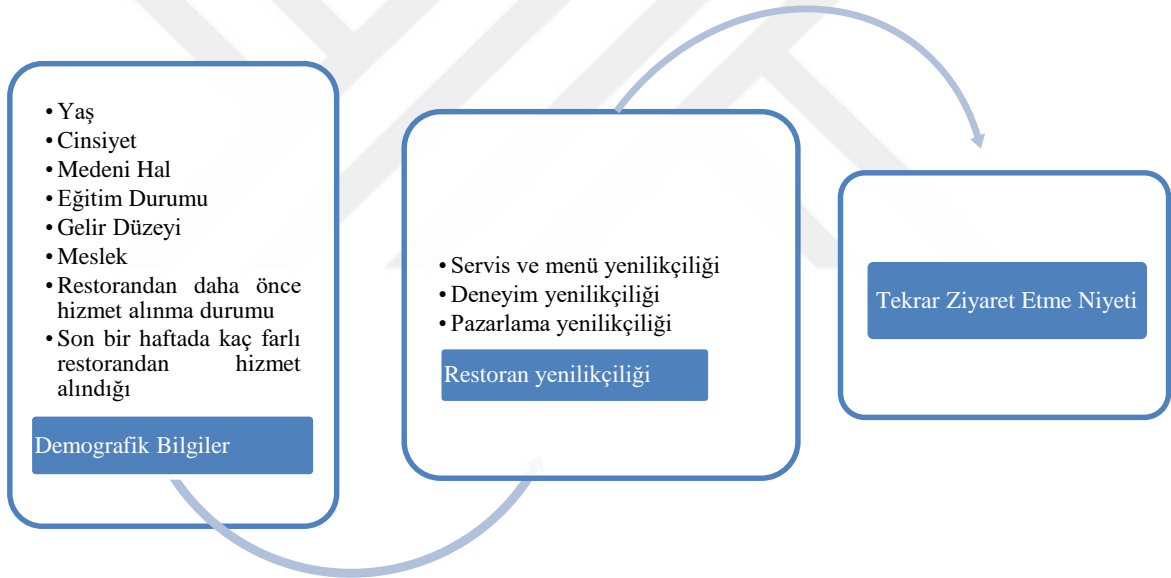 • Yaş
• Cinsiyet
• Medeni Hal
• Eğitim Durumu
• Gelir Düzeyi
• Meslek
• Restorandan daha önce
hizmet alınma durumu
• Son bir haftada kaç farlı
restorandan hizmet
alındığı
Demografik Bilgiler
• Servis ve menü yenilikçiliği
• Deneyim yenilikçiliği
• Pazarlama yenilikçiliği
Restoran yenilikçiliği
Tekrar Ziyaret Etme Niyeti